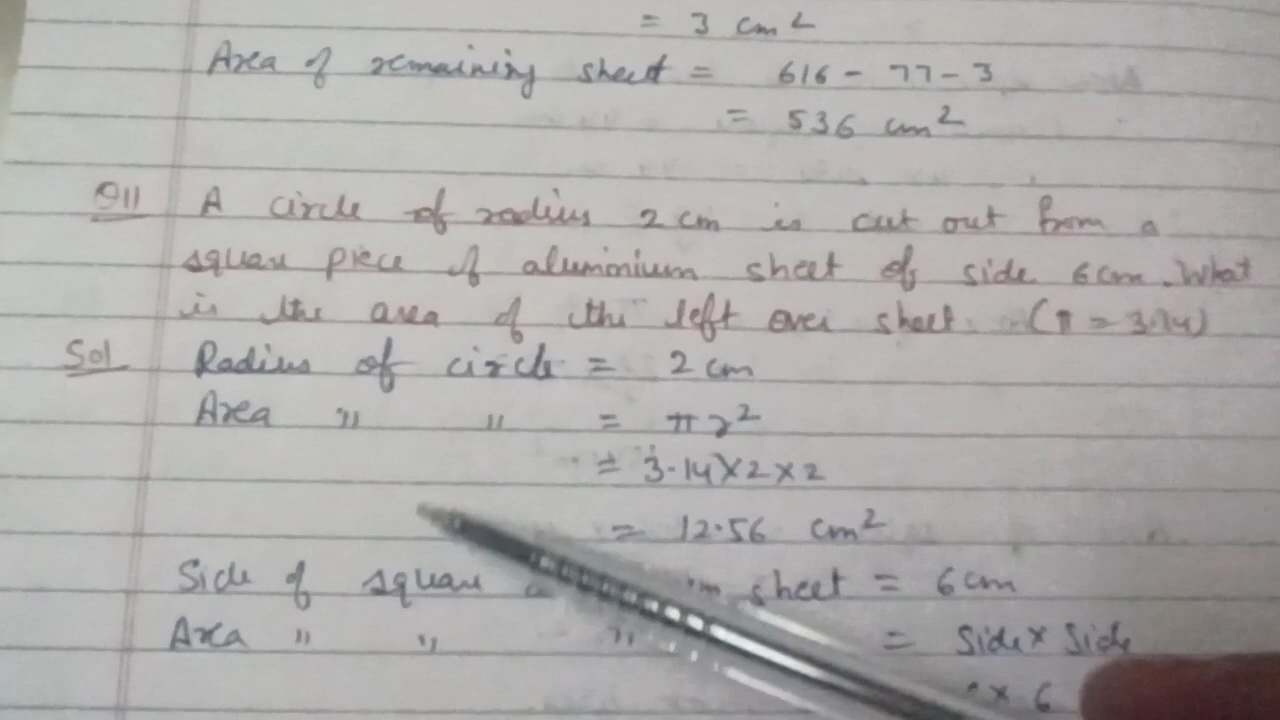 = 3 cm²
Area of remaining sheet = 616 - 77 - 3
= 536 cm²
Q11 A circle of radius 2 cm is cut out from a
square piece of aluminium sheet of side 6 cm. What
is the area of the left over sheet. (π = 3.14)
Sol Radius of circle = 2 cm
Area " " = πr²
= 3.14 × 2 × 2
= 12.56 cm²
Side of square sheet = 6 cm
Area " " " = Side × Side
× 6